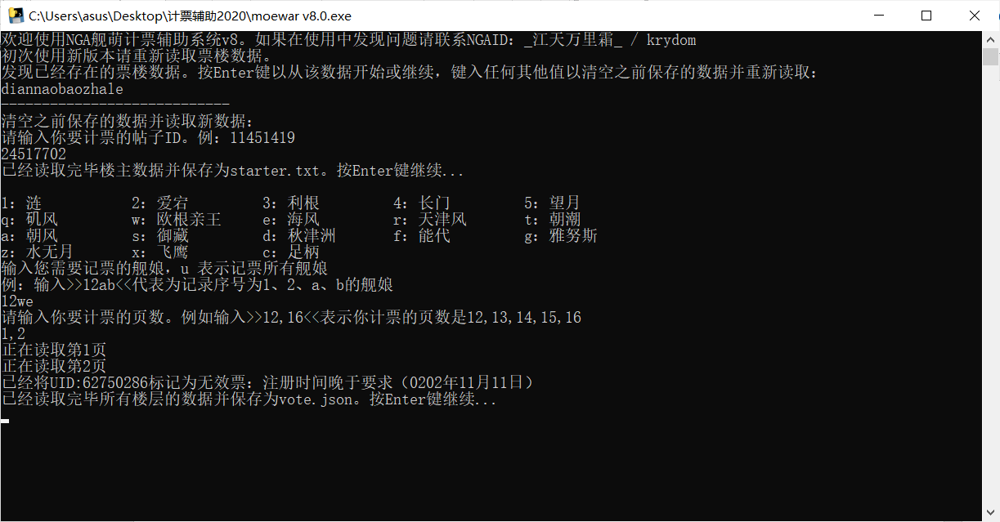 C:\Users\asus\Desktop\计票辅助2020\moewar v8.0.exe
欢迎使用NGA舰萌计票辅助系统v8。如果在使用中发现问题请联系NGAID：_江天万里霜_ / krydom
初次使用新版本请重新读取票楼数据。
发现已经存在的票楼数据。按Enter键以从该数据开始或继续，键入任何其他值以清空之前保存的数据并重新读取：
diannaobaozhale
----------------------------
清空之前保存的数据并读取新数据：
请输入你要计票的帖子ID。例：11451419
24517702
已经读取完毕楼主数据并保存为starter.txt。按Enter键继续...
1：涟 2：爱宕 3：利根 4：长门 5：望月
q：矶风 w：欧根亲王 e：海风 r：天津风 t：朝潮
a：朝风 s：御藏 d：秋津洲 f：能代 g：雅努斯
z：水无月 x：飞鹰 c：足柄
输入您需要记票的舰娘，u 表示记票所有舰娘
例：输入>>12ab<<代表为记录序号为1、2、a、b的舰娘
12we
请输入你要计票的页数。例如输入>>12,16<<表示你计票的页数是12,13,14,15,16
1,2
正在读取第1页
正在读取第2页
已经将UID:62750286标记为无效票：注册时间晚于要求（0202年11月11日）
已经读取完毕所有楼层的数据并保存为vote.json。按Enter键继续...